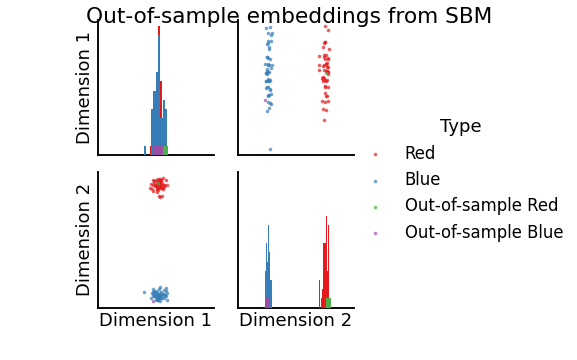 Out-of-sample embeddings from SBM
Dimension 1
Type
Red
Blue
Out-of-sample Red
Out-of-sample Blue
Dimension 2
Dimension 1
Dimension 2